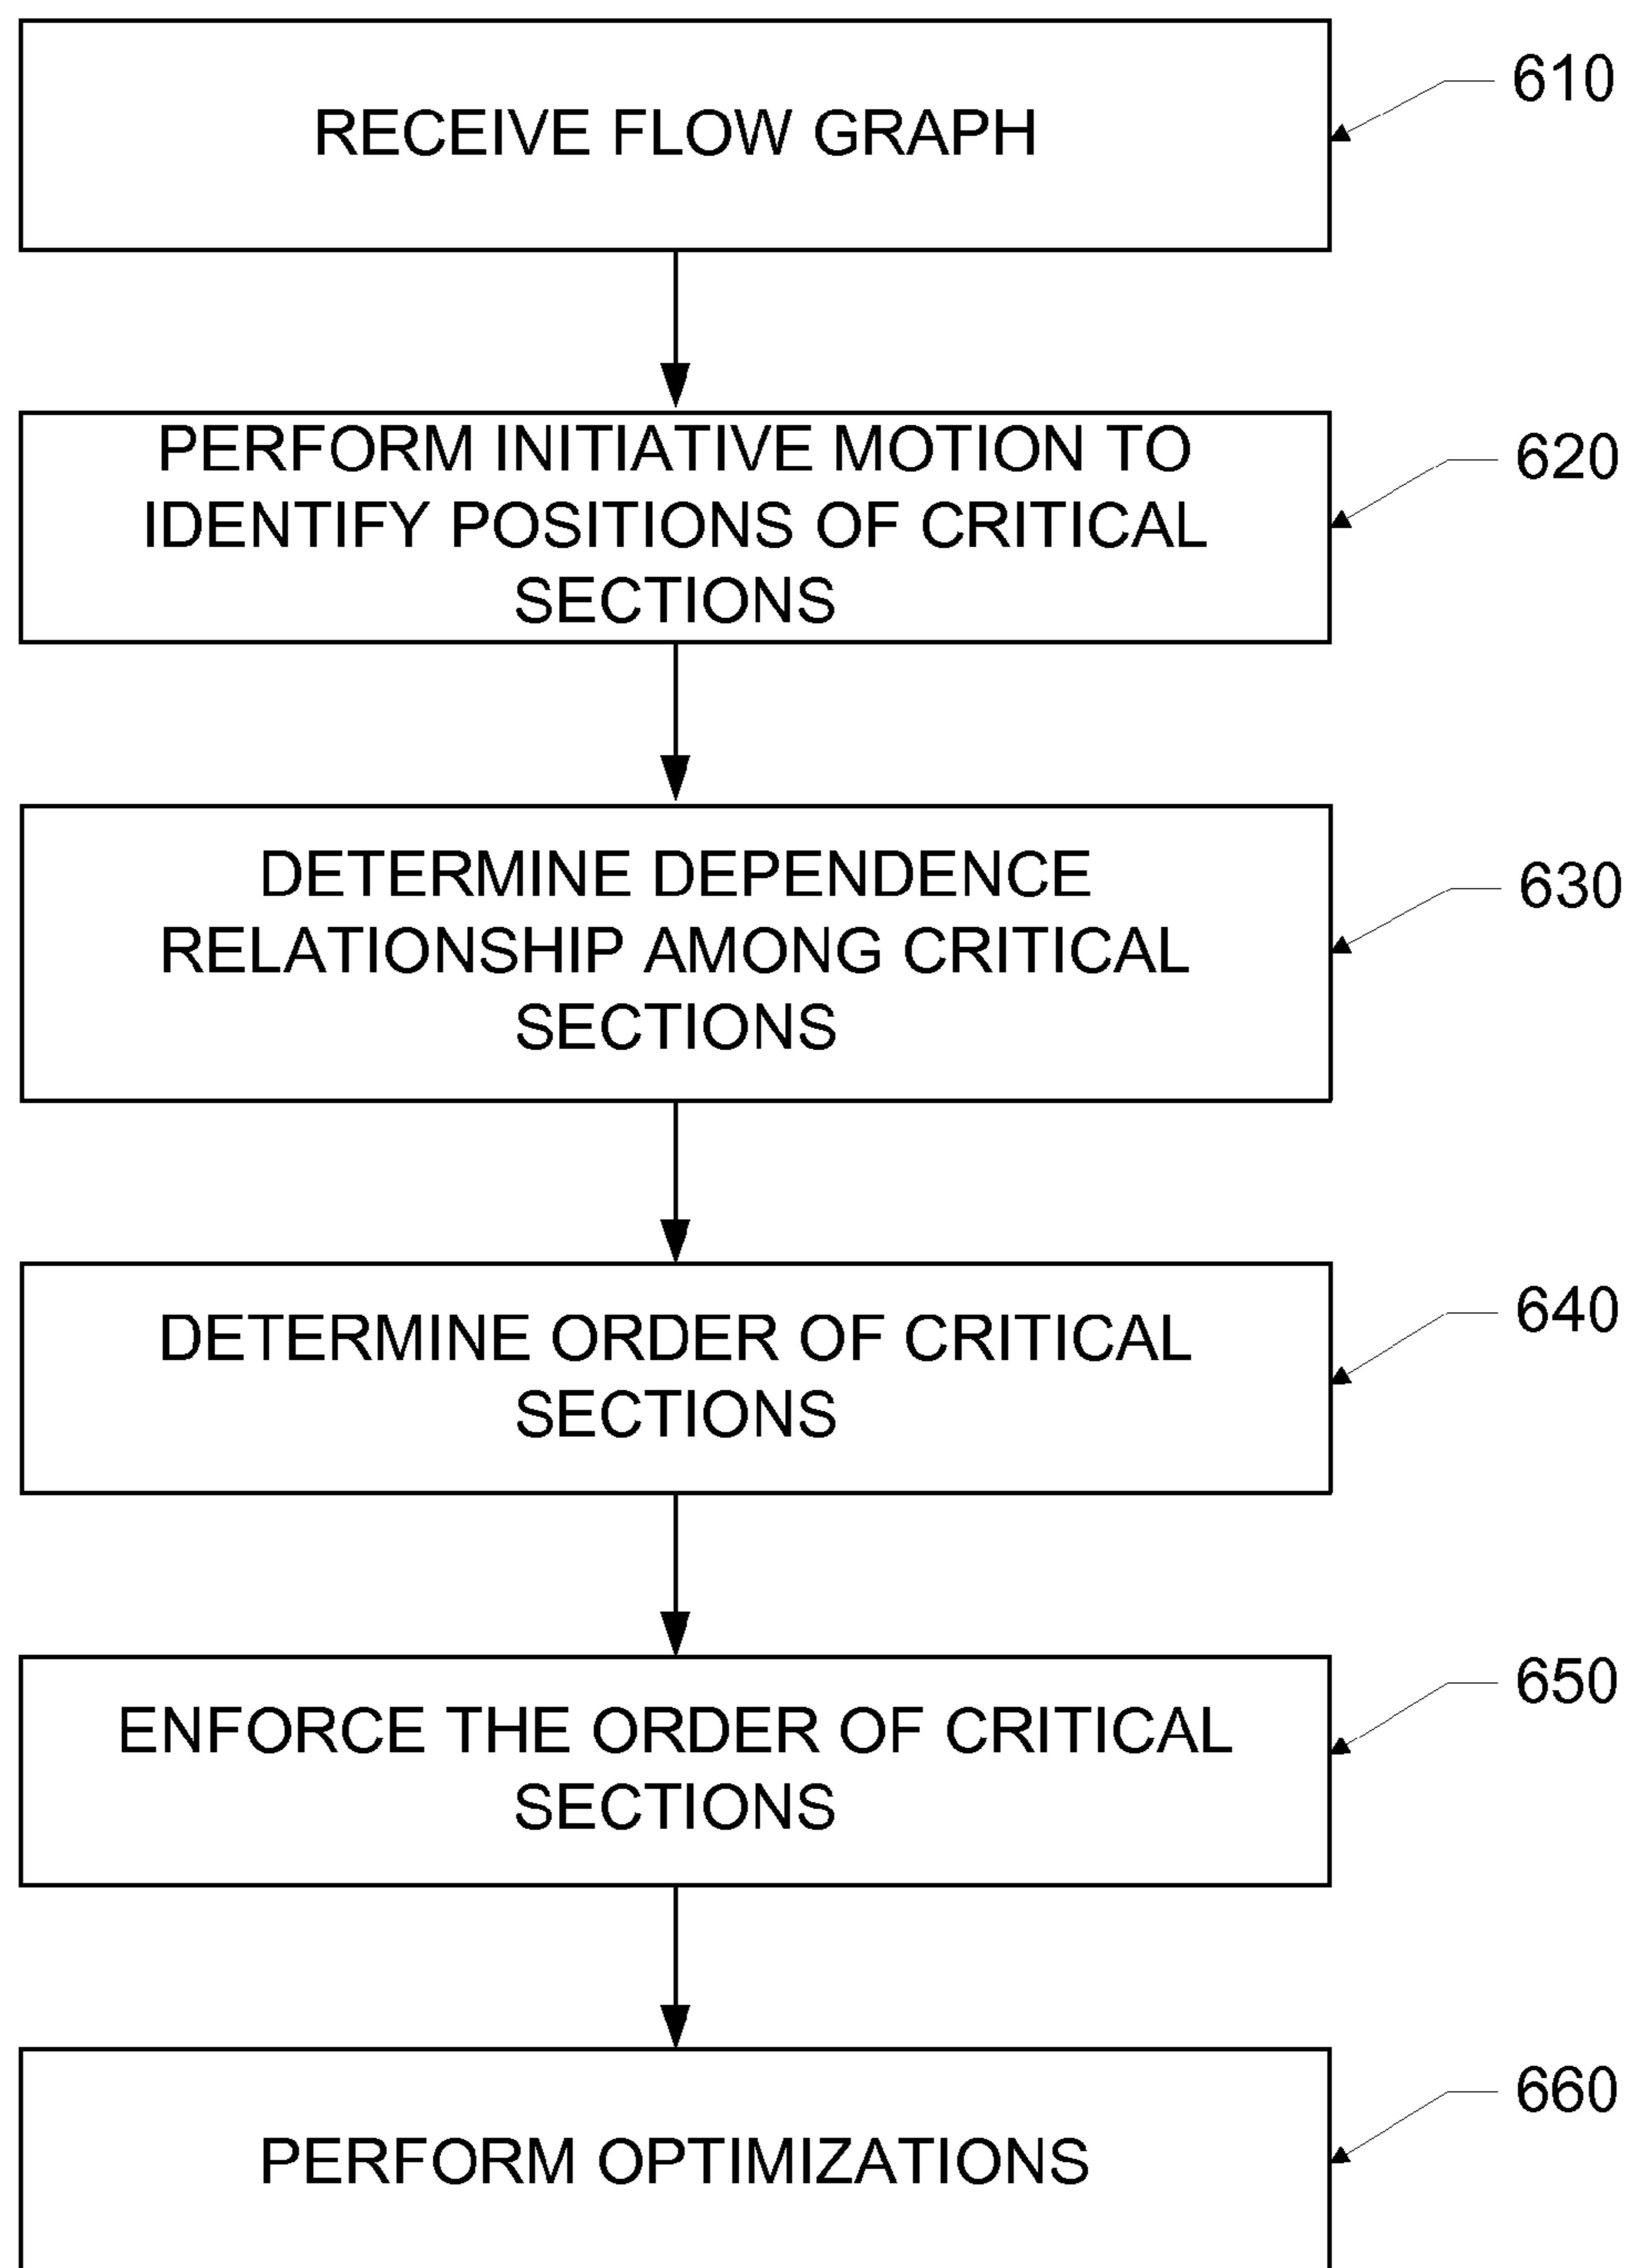 RECEIVE FLOW GRAPH
610
PERFORM INITIATIVE MOTION TO
IDENTIFY POSITIONS OF CRITICAL
SECTIONS
620
DETERMINE DEPENDENCE
RELATIONSHIP AMONG CRITICAL
SECTIONS
630
DETERMINE ORDER OF CRITICAL
SECTIONS
640
ENFORCE THE ORDER OF CRITICAL
SECTIONS
650
PERFORM OPTIMIZATIONS
660